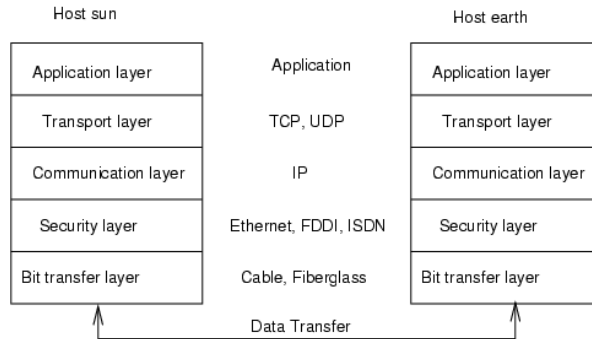 Host sun
Host earth
Application layer
Application
Application layer
Transport layer
TCP, UDP
Transport layer
Communication layer
IP
Communication layer
Security layer
Ethernet, FDDI, ISDN
Security layer
Bit transfer layer
Cable, Fiberglass
Bit transfer layer
Data Transfer